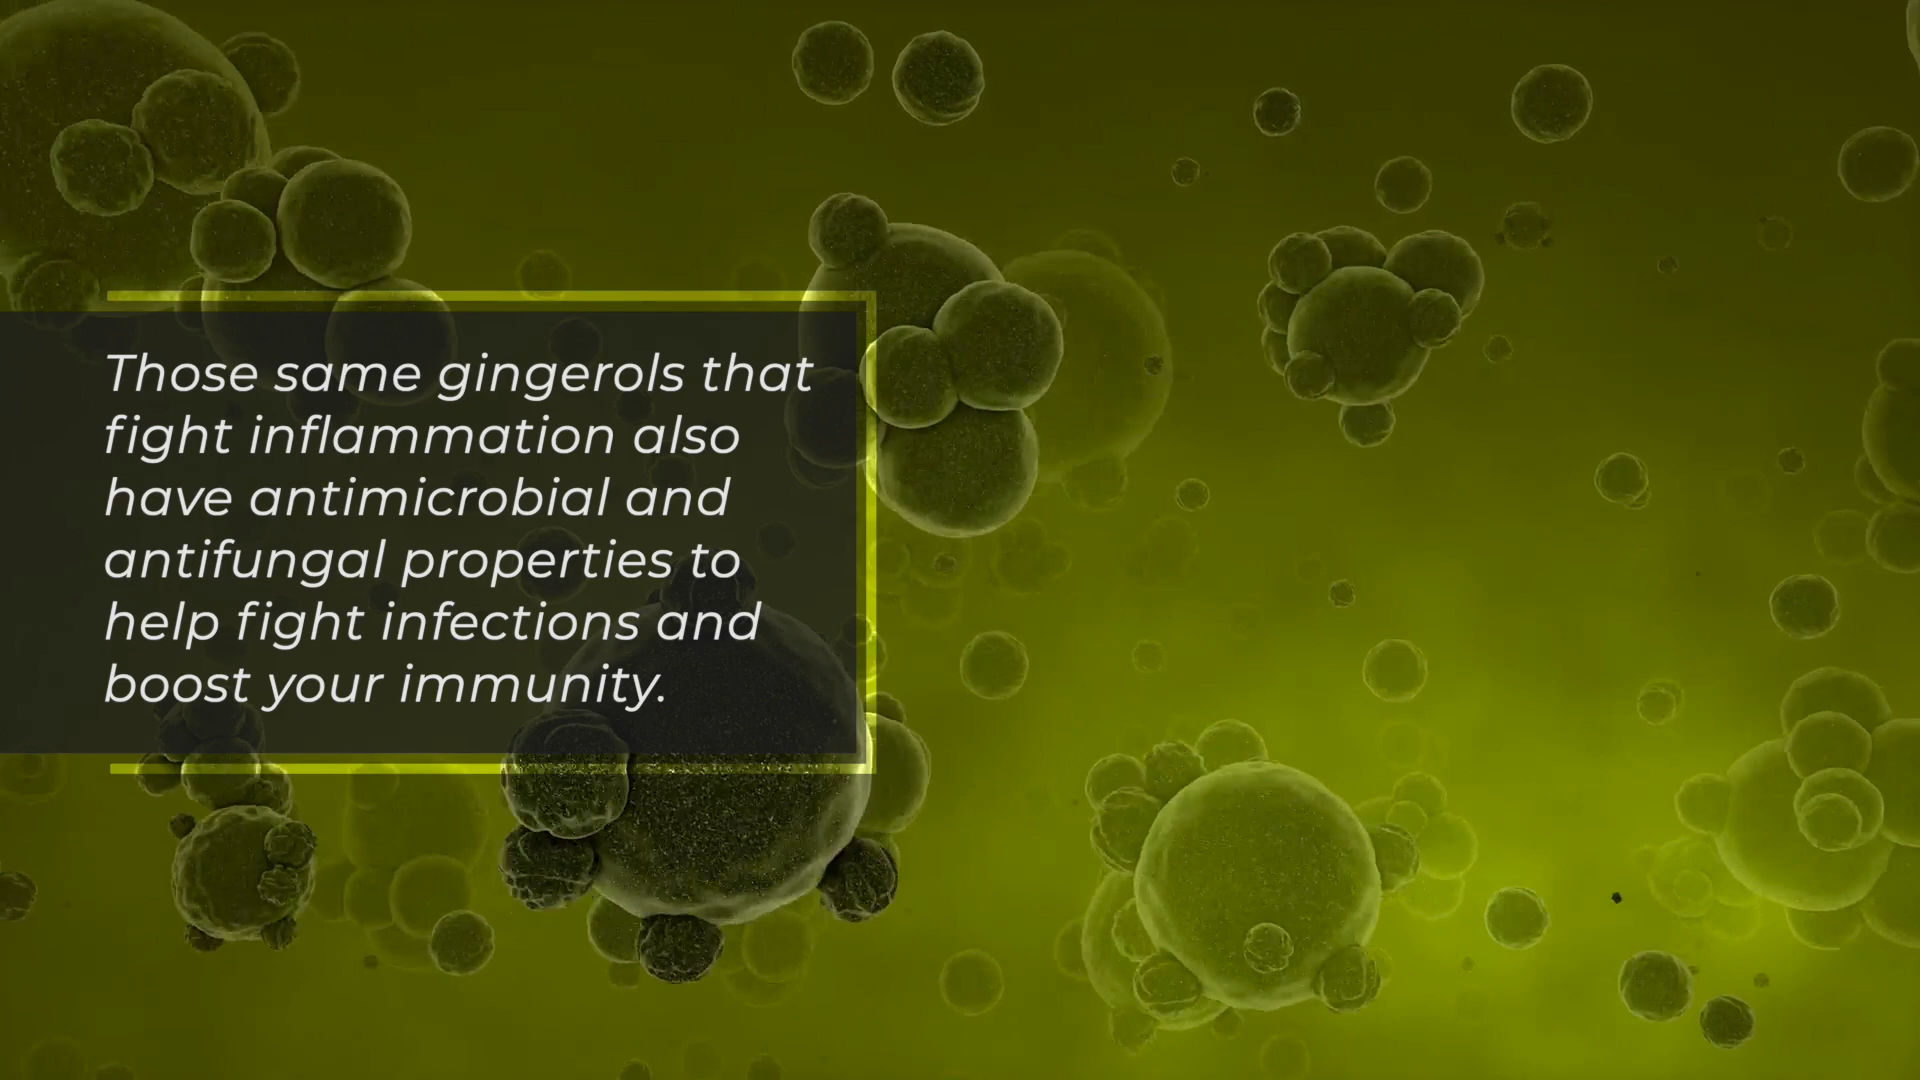 Those same gingerols that
fight inflammation also
have antimicrobial and
antifungal properties to
help fight infections and
boost your immunity.